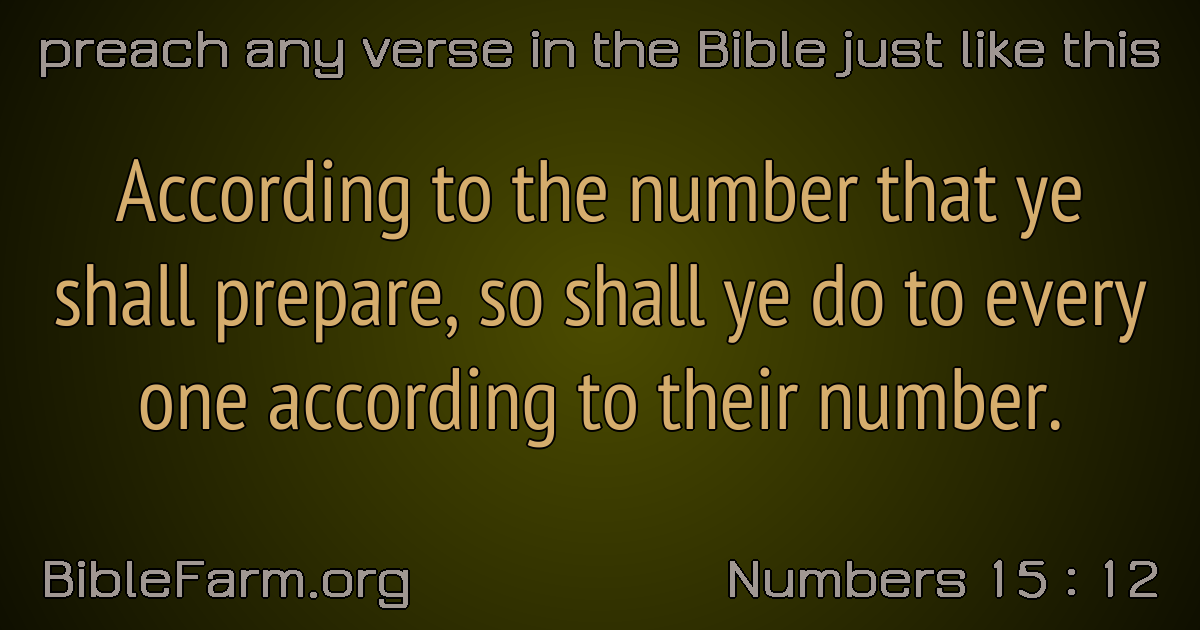 preach any verse in the Bible just like this
According to the number that ye
shall prepare, so shall ye do to every
one according to their number.
BibleFarm.org
Numbers 15 : 12